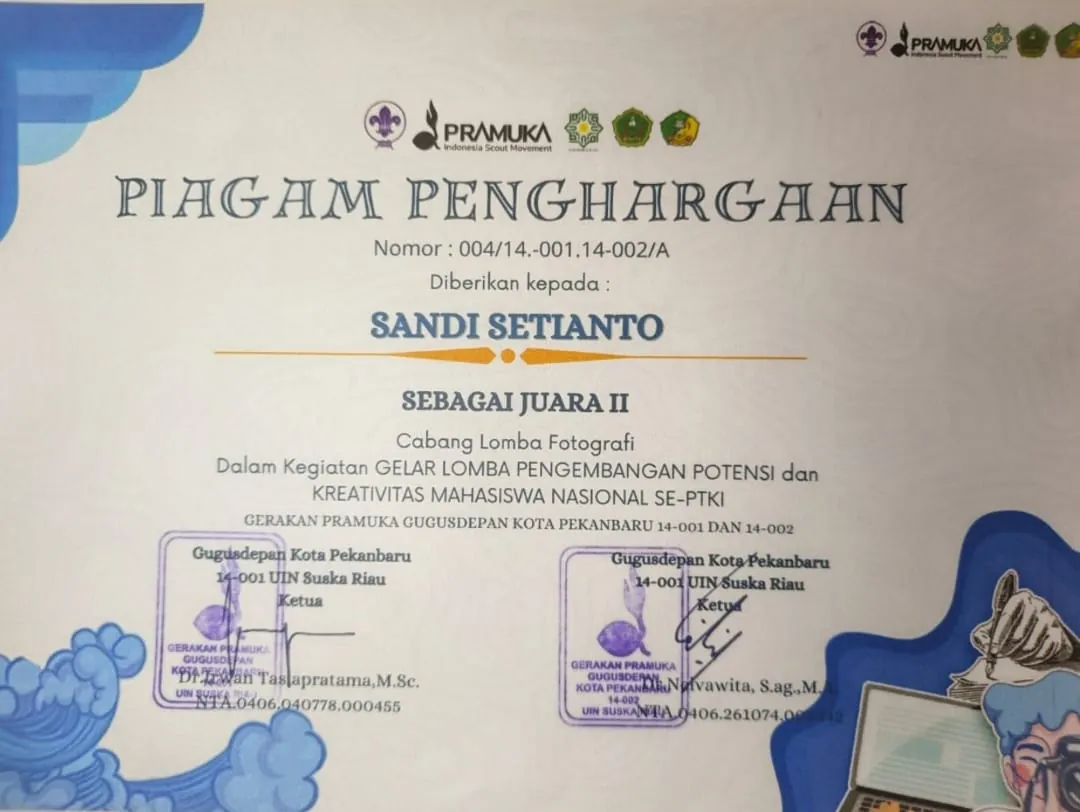 PRAMUKA
Indonesia Scout Movement
PRAMUKA
Indonesia Scout Movement
PIAGAM PENGHARGAAN
Nomor : 004/14.-001.14-002/A
Diberikan kepada :
SANDI SETIANTO
SEBAGAI JUARA II
Cabang Lomba Fotografi
Dalam Kegiatan GELAR LOMBA PENGEMBANGAN POTENSI dan
KREATIVITAS MAHASISWA NASIONAL SE-PTKI
GERAKAN PRAMUKA GUGUSDEPAN KOTA PEKANBARU 14-001 DAN 14-002
Gugusdepan Kota Pekanbaru
14-001 UIN Suska Riau
Ketua
GERAKAN PRAMUKA
GUGUSDEPAN
KOTA PEKANBARU
UIN SUSKA RIAU
Dr.Irwan Taslapratama,M.Sc.
NTA.0406.040778.000455
Gugusdepan Kota Pekanbaru
14-001 UIN Suska Riau
Ketua
GERAKAN PRAMUKA
GUGUSDEPAN
KOTA PEKANBARU
14-002
UIN SUSKA
S.ag.,M.A.
NTA.0406.261074.